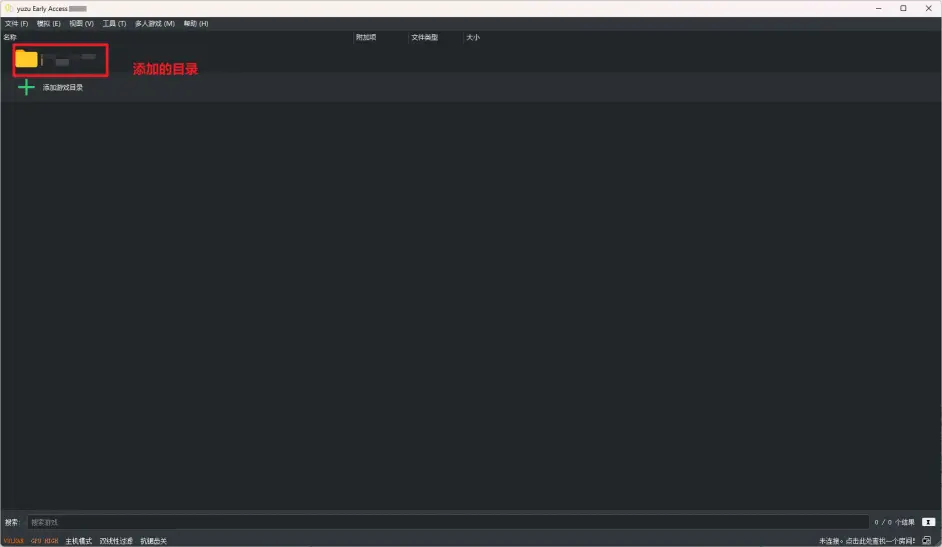 yuzu Early Access
文件 (F) 模拟 (E) 视图 (V) 工具 (T) 多人游戏 (M) 帮助 (H)
名称 附加项 文件类型 大小
添加的目录
添加游戏目录
搜索: 搜索游戏 0 / 0 个结果 X
VULKAN GPU HIGH 主机模式 双线性过滤 抗锯齿关 未连接。点击此处查找一个房间!